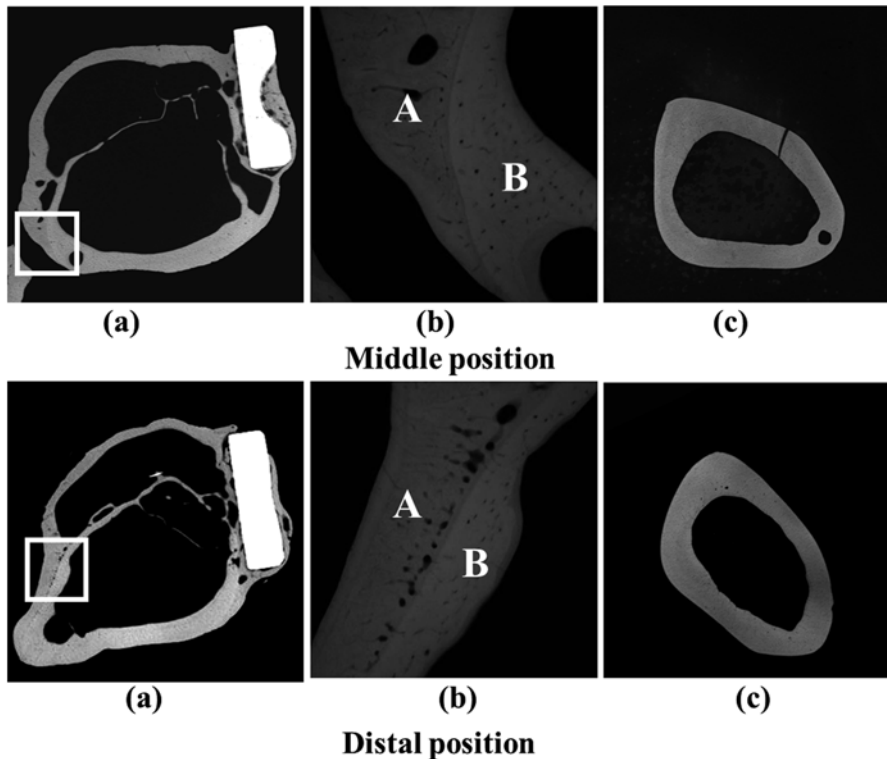 A
B
(a)
(b)
(c)
Middle position
A
B
(a)
(b)
(c)
Distal position